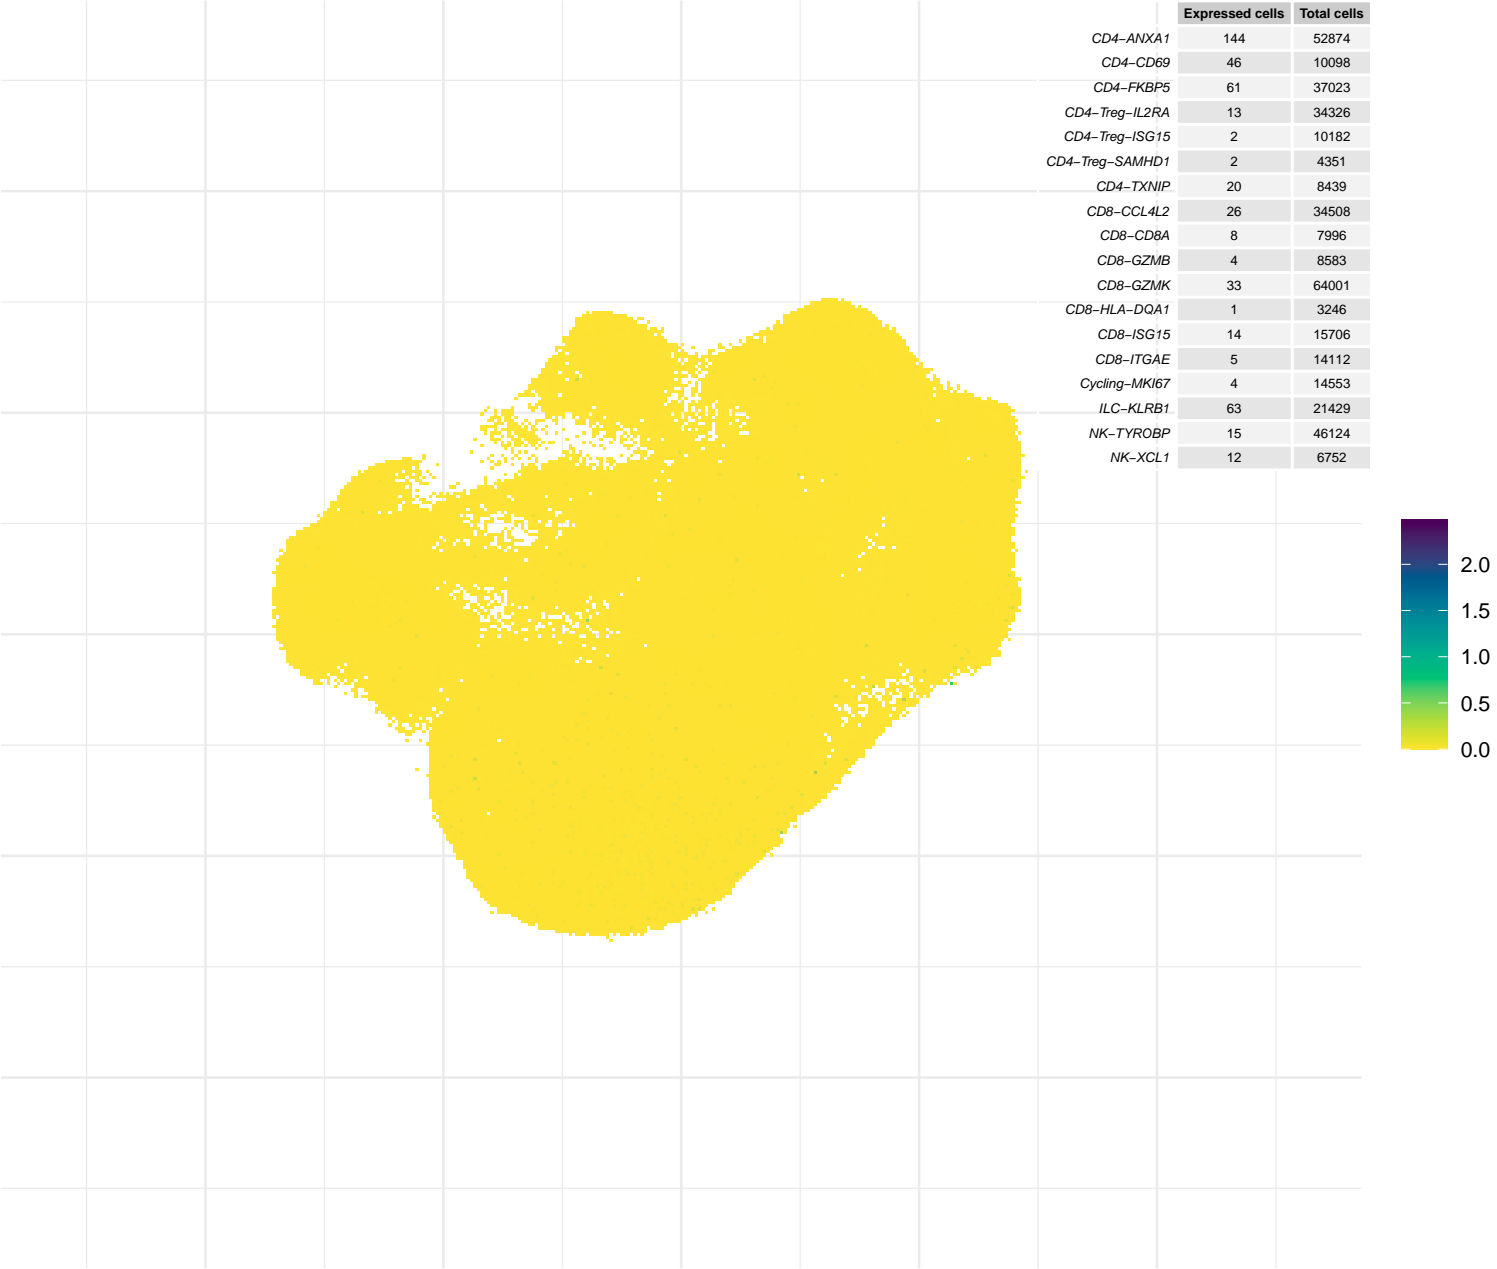 Expressed cells Total cells
CD4−ANXA1 144 52874
CD4−CD69 46 10098
CD4−FKBP5 61 37023
CD4−Treg−IL2RA 13 34326
CD4−Treg−ISG15 2 10182
CD4−Treg−SAMHD1 2 4351
CD4−TXNIP 20 8439
CD8−CCL4L2 26 34508
CD8−CD8A 8 7996
CD8−GZMB 4 8583
CD8−GZMK 33 64001
CD8−HLA−DQA1 1 3246
CD8−ISG15 14 15706
CD8−ITGAE 5 14112
Cycling−MKI67 4 14553
ILC−KLRB1 63 21429
NK−TYROBP 15 46124
NK−XCL1 12 6752
2.0
1.5
1.0
0.5
0.0